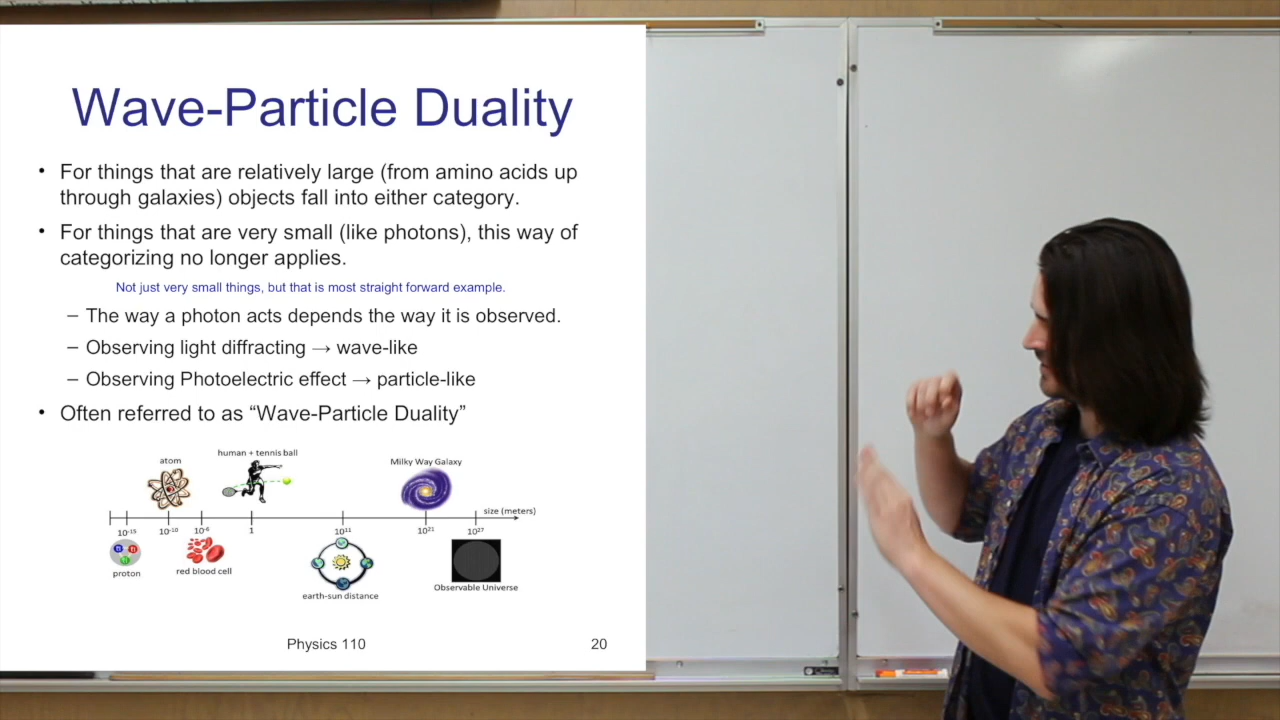 Wave-Particle Duality
• For things that are relatively large (from amino acids up
through galaxies) objects fall into either category.
• For things that are very small (like photons), this way of
categorizing no longer applies.
Not just very small things, but that is most straight forward example.
– The way a photon acts depends the way it is observed.
– Observing light diffracting → wave-like
– Observing Photoelectric effect → particle-like
• Often referred to as “Wave-Particle Duality”
human + tennis ball
atom
Milky Way Galaxy
size (meters)
10⁻¹⁵ 10⁻¹⁰ 10⁻⁶ 1 10¹¹ 10²¹ 10²⁷
proton
red blood cell
Observable Universe
earth-sun distance
Physics 110
20